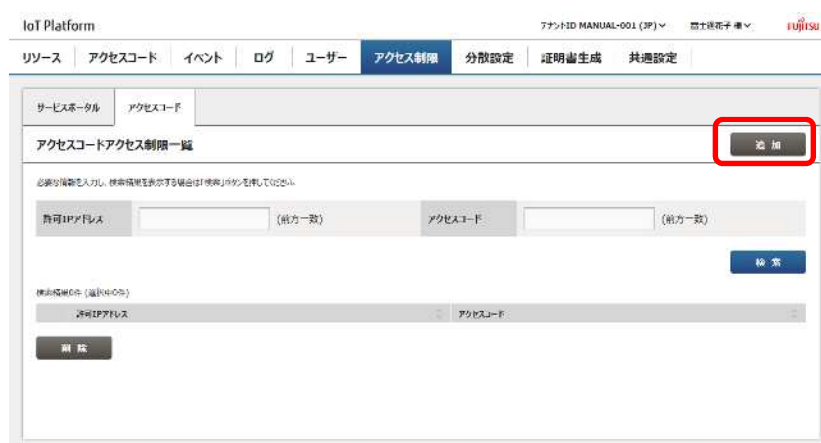 IoT Platform テナントID MANUAL-001 (JP) 富士通花子 様 FUJITSU
リソース アクセスコード イベント ログ ユーザー アクセス制限 分散設定 証明書生成 共通設定
サービスポータル アクセスコード
アクセスコードアクセス制限一覧 追加
必要な情報を入力し、検索結果を表示する場合は「検索」ボタンを押してください。
許可IPアドレス (前方一致) アクセスコード (前方一致)
検索
検索結果0件 (選択中0件)
許可IPアドレス アクセスコード
削除